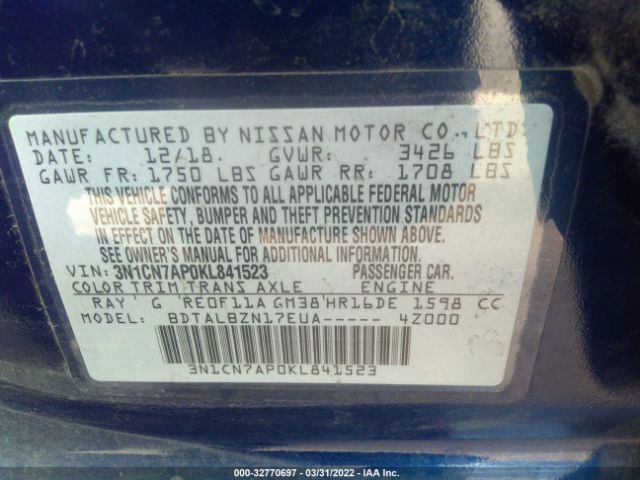 MANUFACTURED BY NISSAN MOTOR CO.,LTD.
DATE: 12/18. GVWR: 3426 LBS
GAWR FR: 1750 LBS GAWR RR: 1708 LBS
THIS VEHICLE CONFORMS TO ALL APPLICABLE FEDERAL MOTOR
VEHICLE SAFETY, BUMPER AND THEFT PREVENTION STANDARDS
IN EFFECT ON THE DATE OF MANUFACTURE SHOWN ABOVE.
SEE OWNER'S MANUAL FOR ADDITIONAL INFORMATION.
VIN: 3N1CN7AP0KL841523 PASSENGER CAR.
COLOR TRIM TRANS AXLE ENGINE
RAY G RE0F11A GM38 HR16DE 1598 CC
MODEL: BDTALBZN17EUA----- 4Z000
3N1CN7AP0KL841523
000-32770697 - 03/31/2022 - IAA Inc.